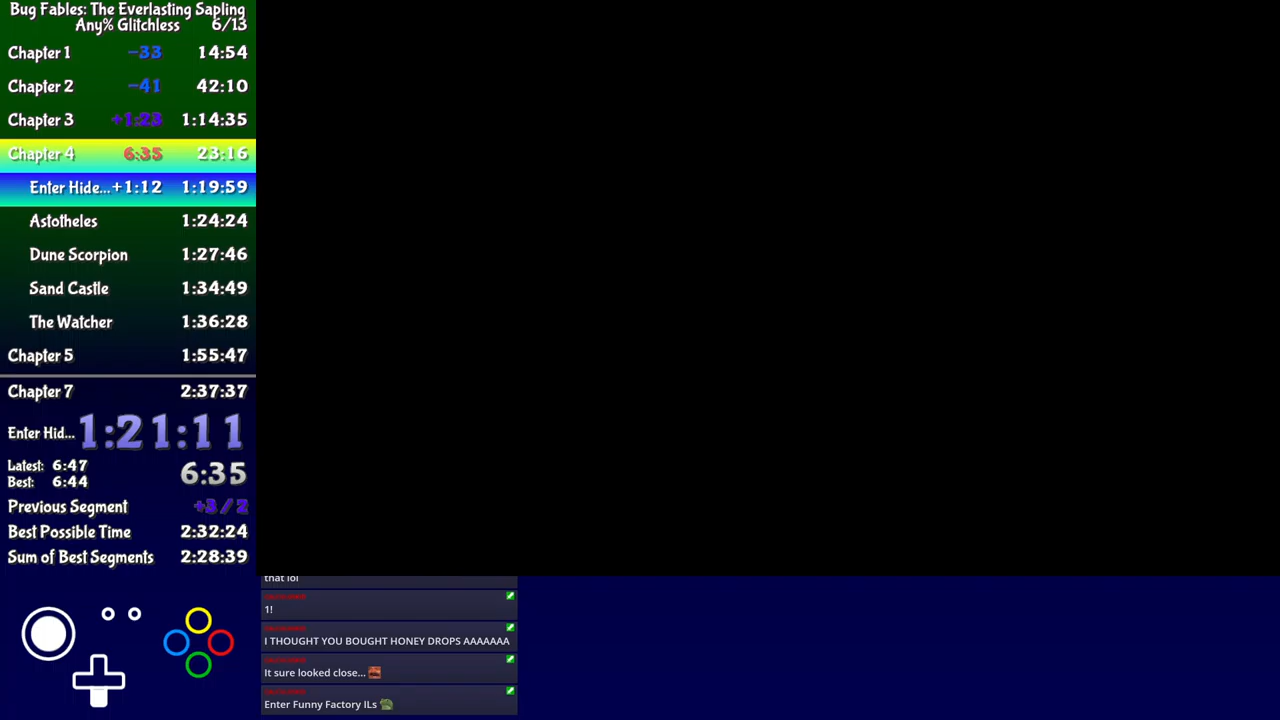 Bug Fables: The Everlasting Sapling
Any% Glitchless 6/13
Chapter 1 -33 14:54
Chapter 2 -41 42:10
Chapter 3 +1:23 1:14:35
Chapter 4 6:35 23:16
Enter Hide... +1:12 1:19:59
Astotheles 1:24:24
Dune Scorpion 1:27:46
Sand Castle 1:34:49
The Watcher 1:36:28
Chapter 5 1:55:47
Chapter 7 2:37:37
Enter Hid... 1:21:11
Latest: 6:47
Best: 6:44
6:35
Previous Segment +3/2
Best Possible Time 2:32:24
Sum of Best Segments 2:28:39
that lol
1!
I THOUGHT YOU BOUGHT HONEY DROPS AAAAAAA
It sure looked close...
Enter Funny Factory ILs